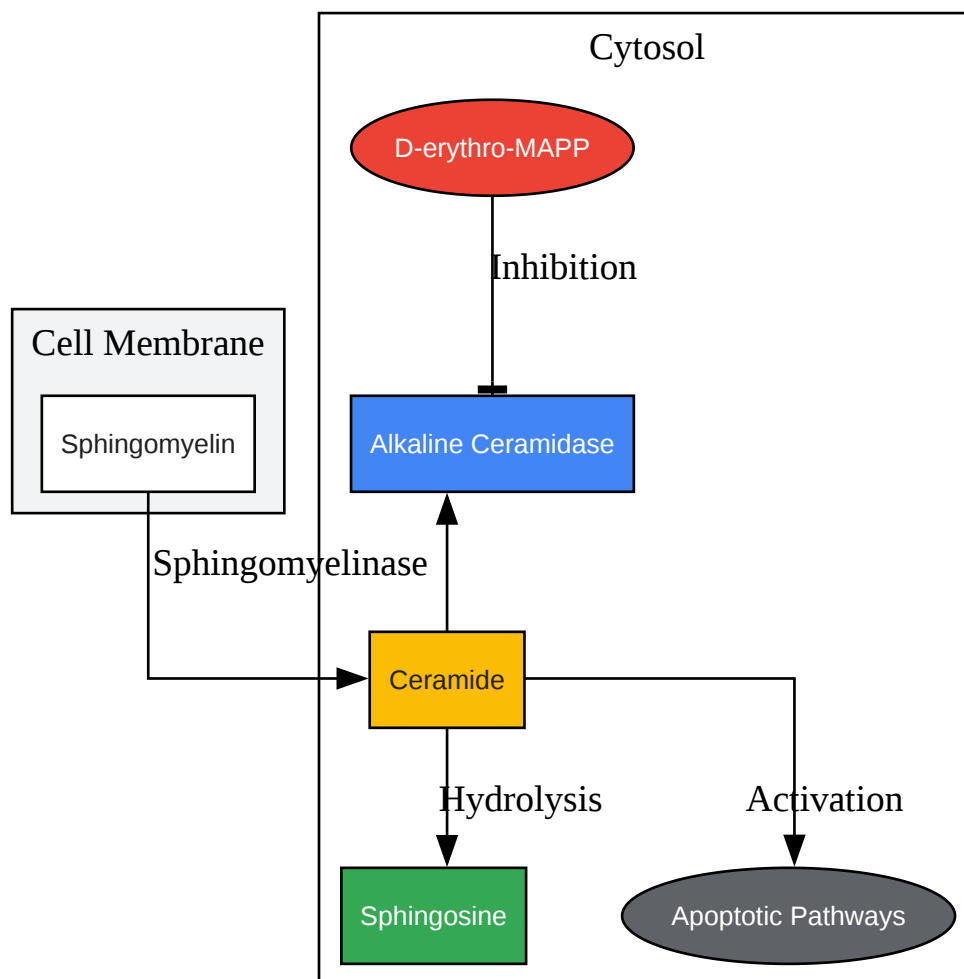 Cytosol
D-erythro-MAPP
Inhibition
Cell Membrane
Sphingomyelin
Alkaline Ceramidase
Sphingomyelinase
Ceramide
Hydrolysis
Activation
Sphingosine
Apoptotic Pathways